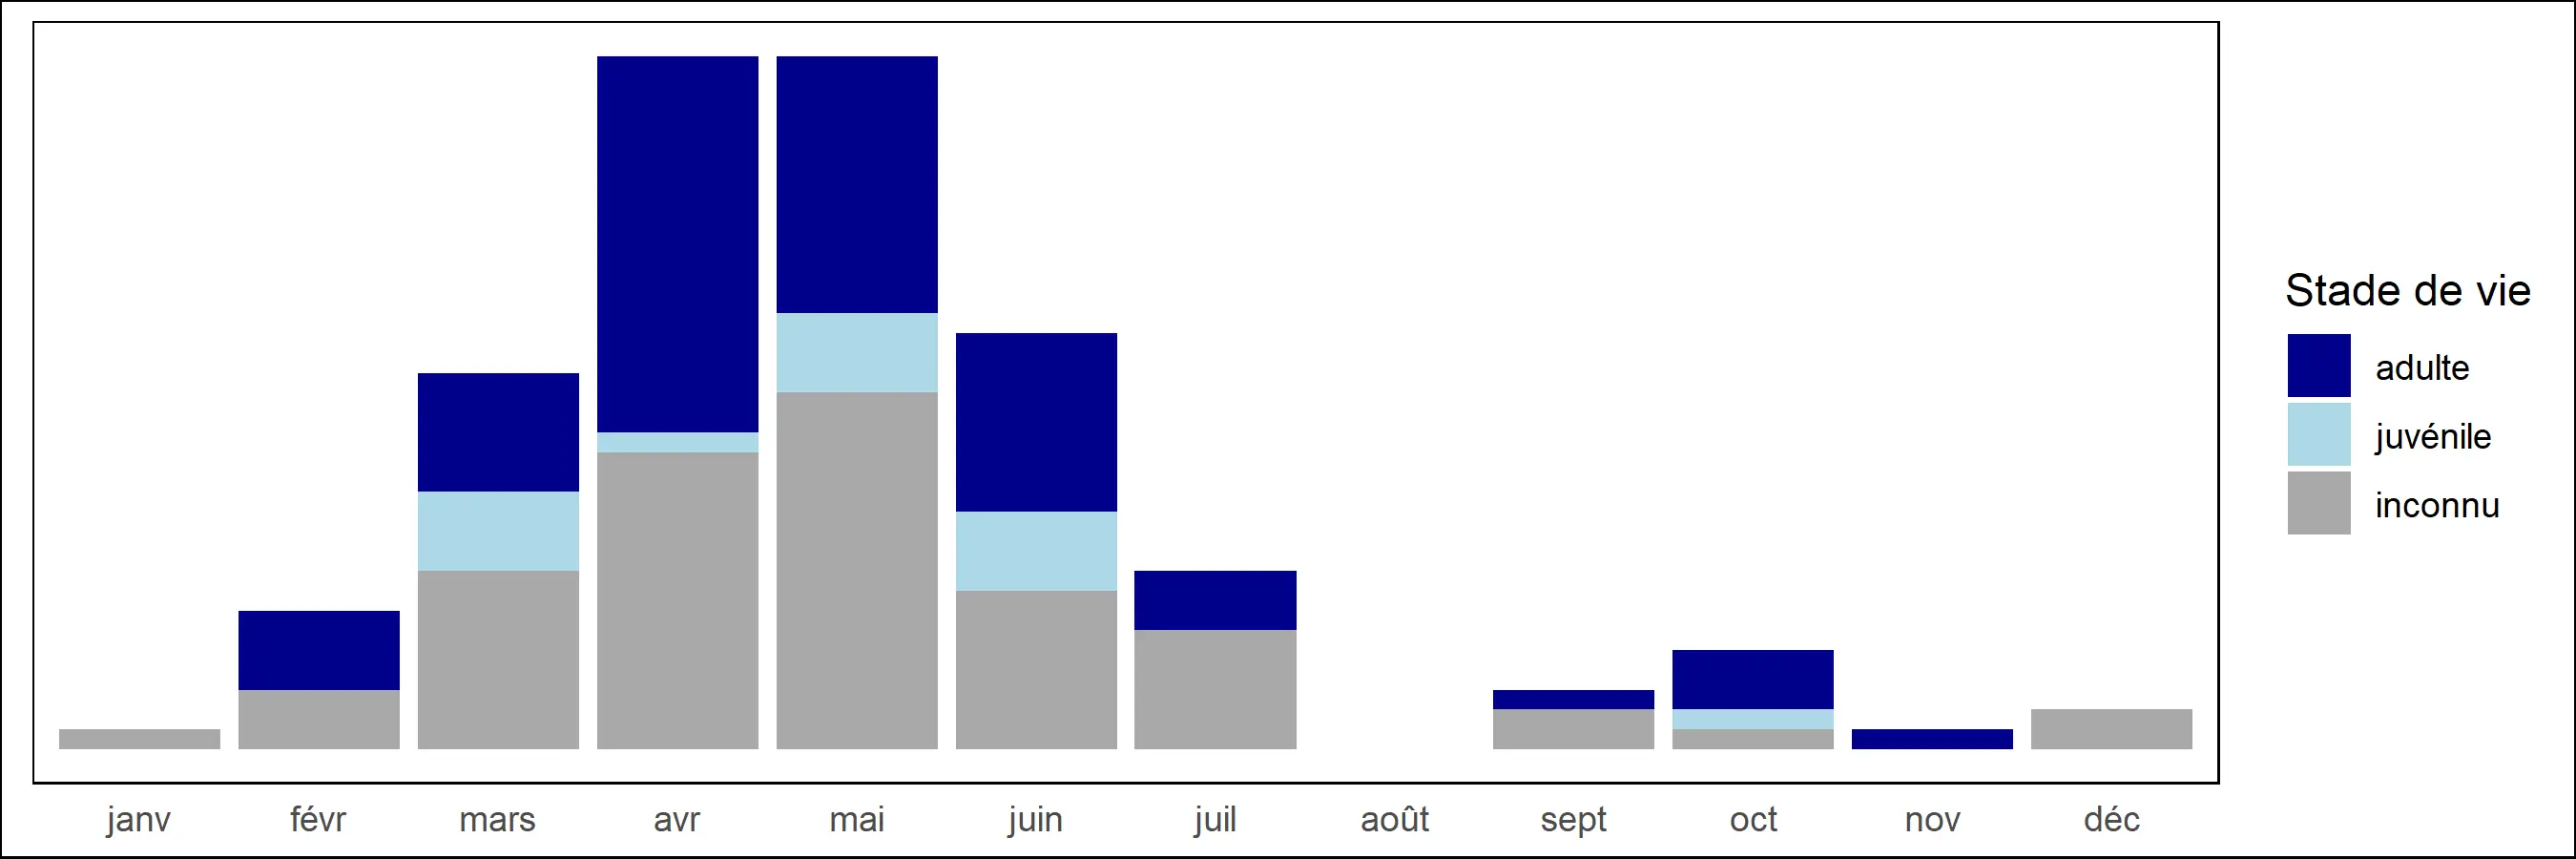 Stade de vie
adulte
juvénile
inconnu
janv févr mars avr mai juin juil août sept oct nov déc